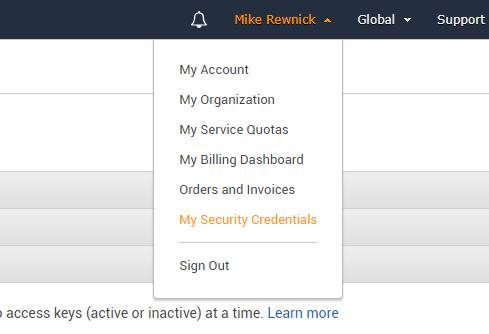 Mike Rewnick Global Support
My Account
My Organization
My Service Quotas
My Billing Dashboard
Orders and Invoices
My Security Credentials
Sign Out
access keys (active or inactive) at a time. Learn more